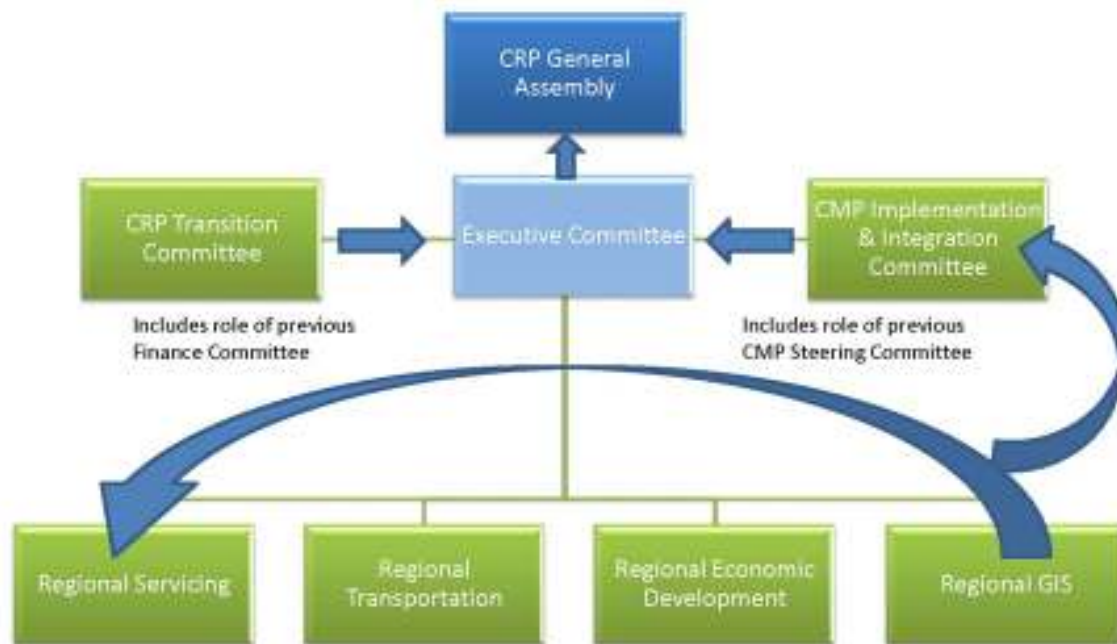 CRP General
Assembly
CRP Transition
Committee
Executive Committee
CMP Implementation
& Integration
Committee
Includes role of previous
Finance Committee
Includes role of previous
CMP Steering Committee
Regional Servicing
Regional
Transportation
Regional Economic
Development
Regional GIS